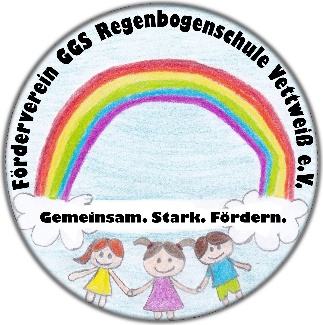 Förderverein GGS Regenbogenschule Vettweiß e.V.
Gemeinsam. Stark. Fördern.